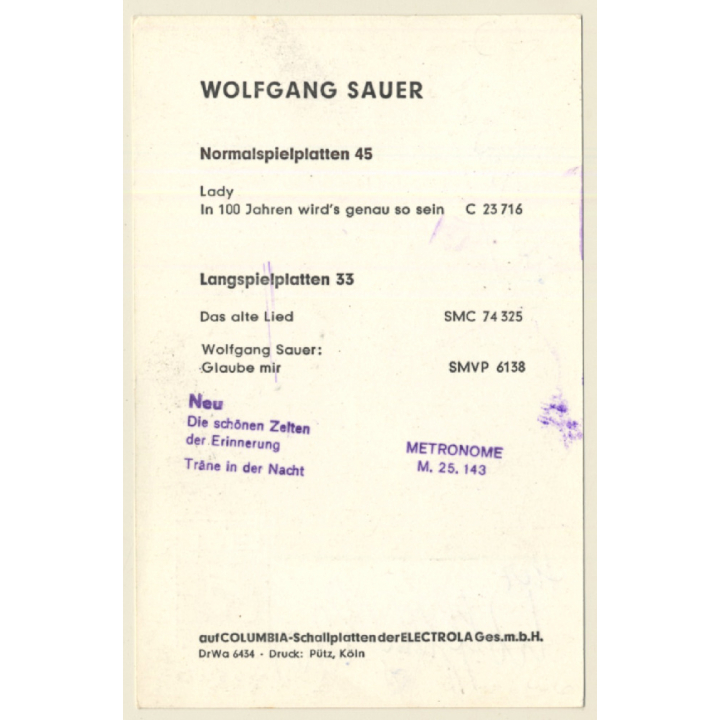 WOLFGANG SAUER
Normalspielplatten 45
Lady
In 100 Jahren wird's genau so sein C 23 716
Langspielplatten 33
Das alte Lied SMC 74 325
Wolfgang Sauer:
Glaube mir SMVP 6138
Neu
Die schönen Zeiten
der Erinnerung
Träne in der Nacht
METRONOME
M. 25. 143
auf COLUMBIA-Schallplatten der ELECTROLA Ges.m.b.H.
DrWa 6434 · Druck: Pütz, Köln